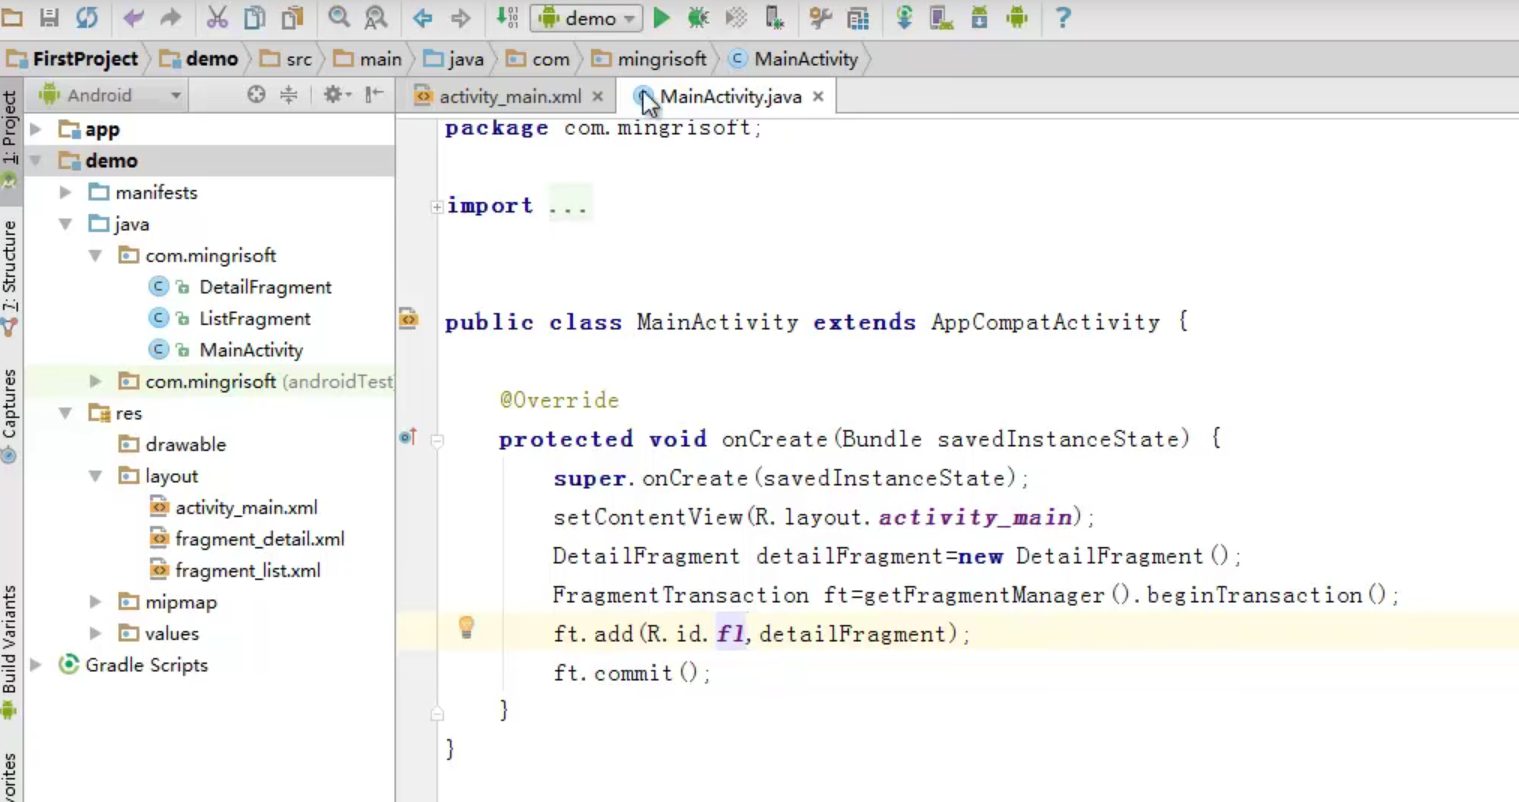 demo
FirstProject demo src main java com mingrisoft MainActivity
Android
activity_main.xml
MainActivity.java
1: Project
7: Structure
Captures
Build Variants
vorites
app
demo
manifests
java
com.mingrisoft
DetailFragment
ListFragment
MainActivity
com.mingrisoft (androidTest
res
drawable
layout
activity_main.xml
fragment_detail.xml
fragment_list.xml
mipmap
values
Gradle Scripts
package com.mingrisoft;
import ...
public class MainActivity extends AppCompatActivity {
@Override
protected void onCreate(Bundle savedInstanceState) {
super.onCreate(savedInstanceState);
setContentView(R.layout.activity_main);
DetailFragment detailFragment=new DetailFragment();
FragmentTransaction ft=getFragmentManager().beginTransaction();
ft.add(R.id.fl,detailFragment);
ft.commit();
}
}